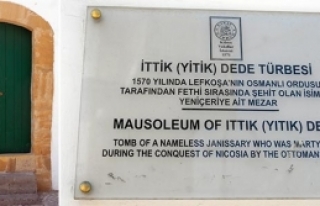 İTTİK (YİTİK) DEDE TÜRBESİ
1570 YILINDA LEFKOŞA'NIN OSMANLI ORDUSU
TARAFINDAN FETHİ SIRASINDA ŞEHİT OLAN İSİM
YENİÇERİYE AİT MEZAR
MAUSOLEUM OF ITTIK (YITIK) DE
TOMB OF A NAMELESS JANISSARY WHO WAS MARTY
DURING THE CONQUEST OF NICOSIA BY THE OTTOMAN